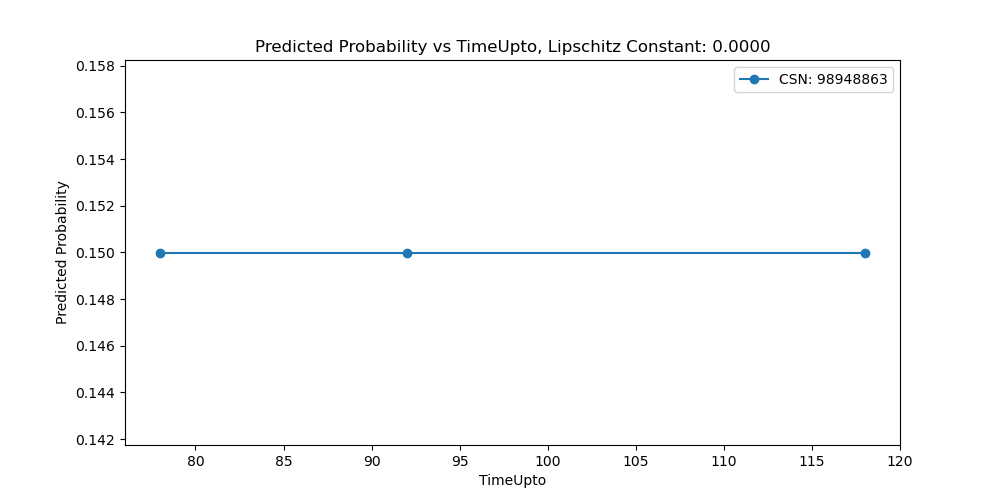 Predicted Probability vs TimeUpto, Lipschitz Constant: 0.0000
CSN: 98948863
Predicted Probability
0.158
0.156
0.154
0.152
0.150
0.148
0.146
0.144
0.142
80 85 90 95 100 105 110 115 120
TimeUpto